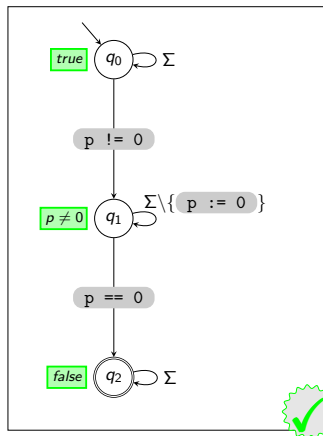 true q₀ Σ
p != 0
Σ\{ p := 0 }
p ≠ 0 q₁
p == 0
false q₂ Σ